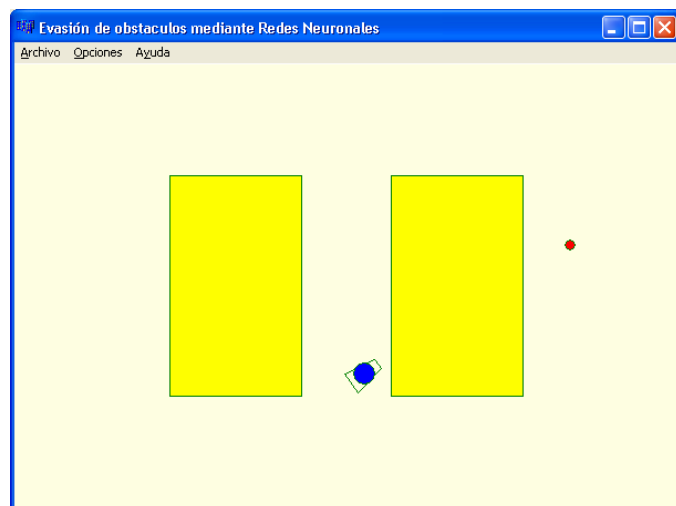 Evasión de obstaculos mediante Redes Neuronales
Archivo Opciones Ayuda